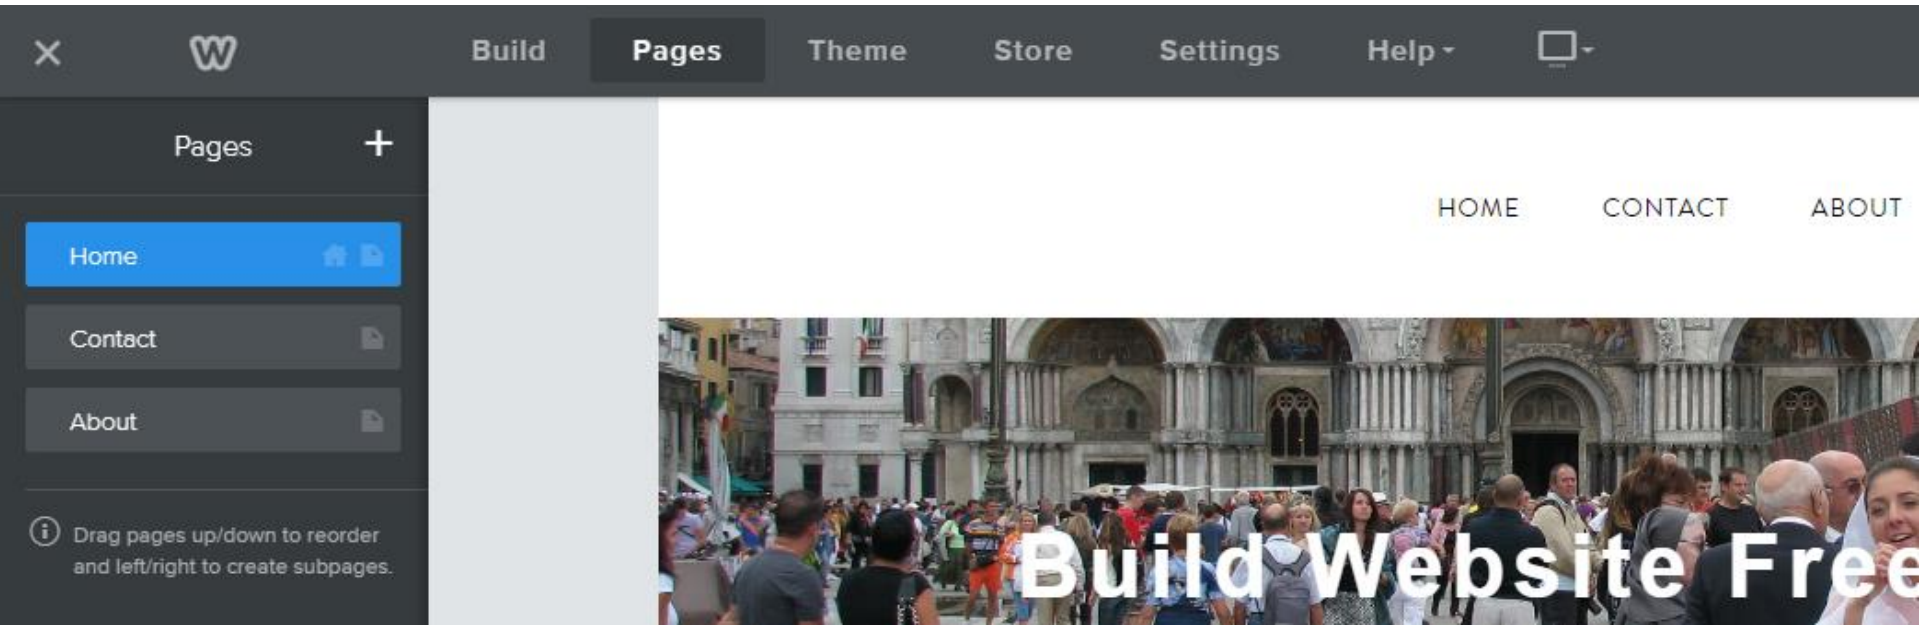 Build Pages Theme Store Settings Help
Pages +
Home
Contact
About
Drag pages up/down to reorder
and left/right to create subpages.
HOME CONTACT ABOUT
Build Website Free